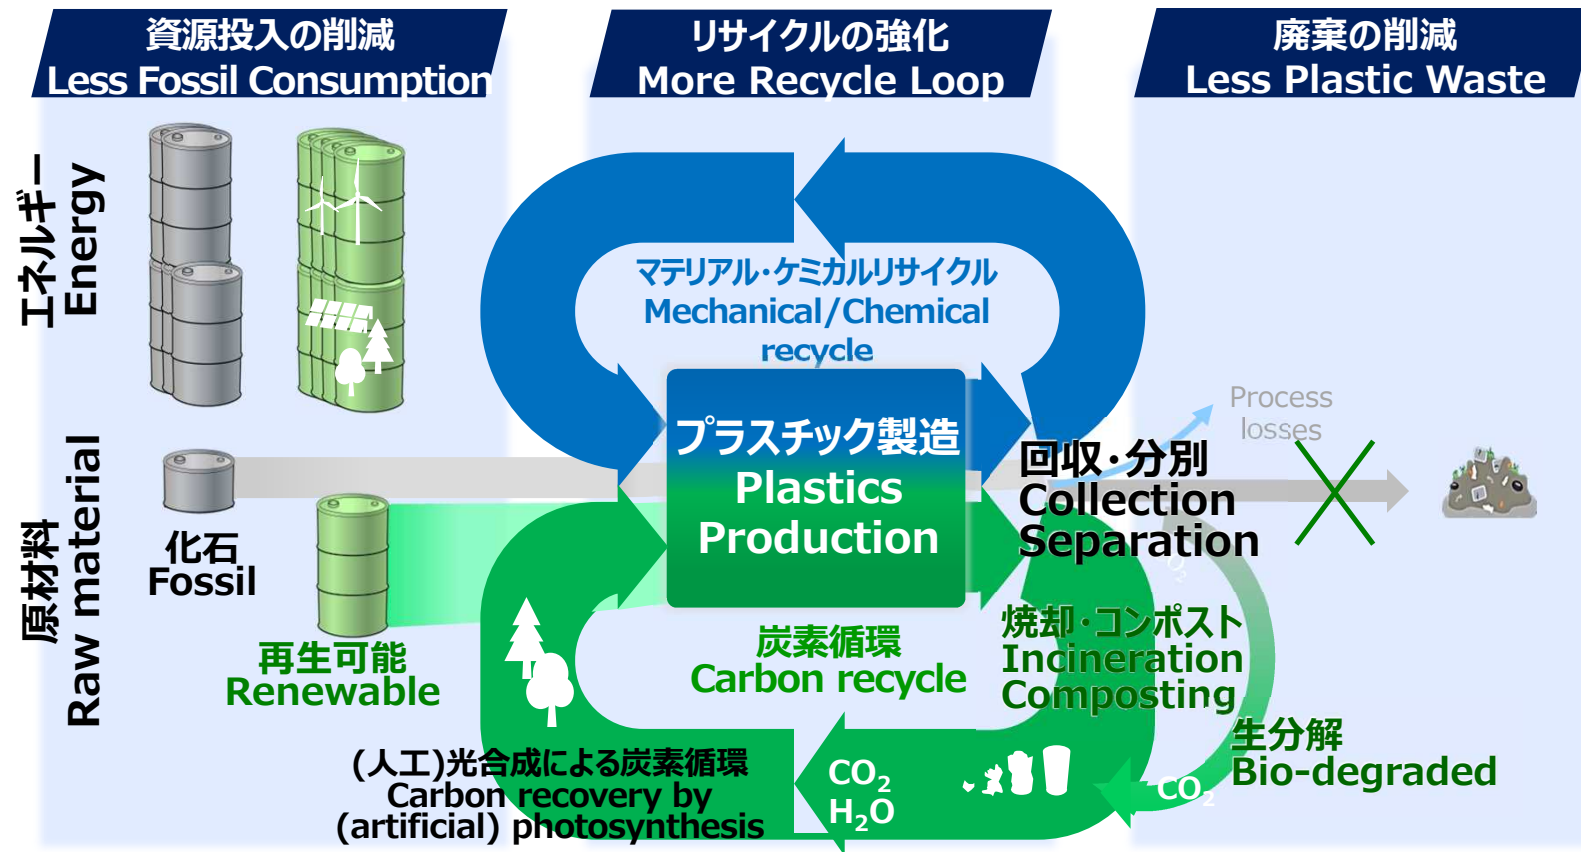 資源投入の削減
Less Fossil Consumption
リサイクルの強化
More Recycle Loop
廃棄の削減
Less Plastic Waste
エネルギー
Energy
マテリアル・ケミカルリサイクル
Mechanical/Chemical
recycle
Process
losses
プラスチック製造
Plastics
Production
回収・分別
Collection
Separation
原材料
Raw material
化石
Fossil
再生可能
Renewable
炭素循環
Carbon recycle
焼却・コンポスト
Incineration
Composting
生分解
Bio-degraded
(人工)光合成による炭素循環
Carbon recovery by
(artificial) photosynthesis
CO₂
H₂O
CO₂